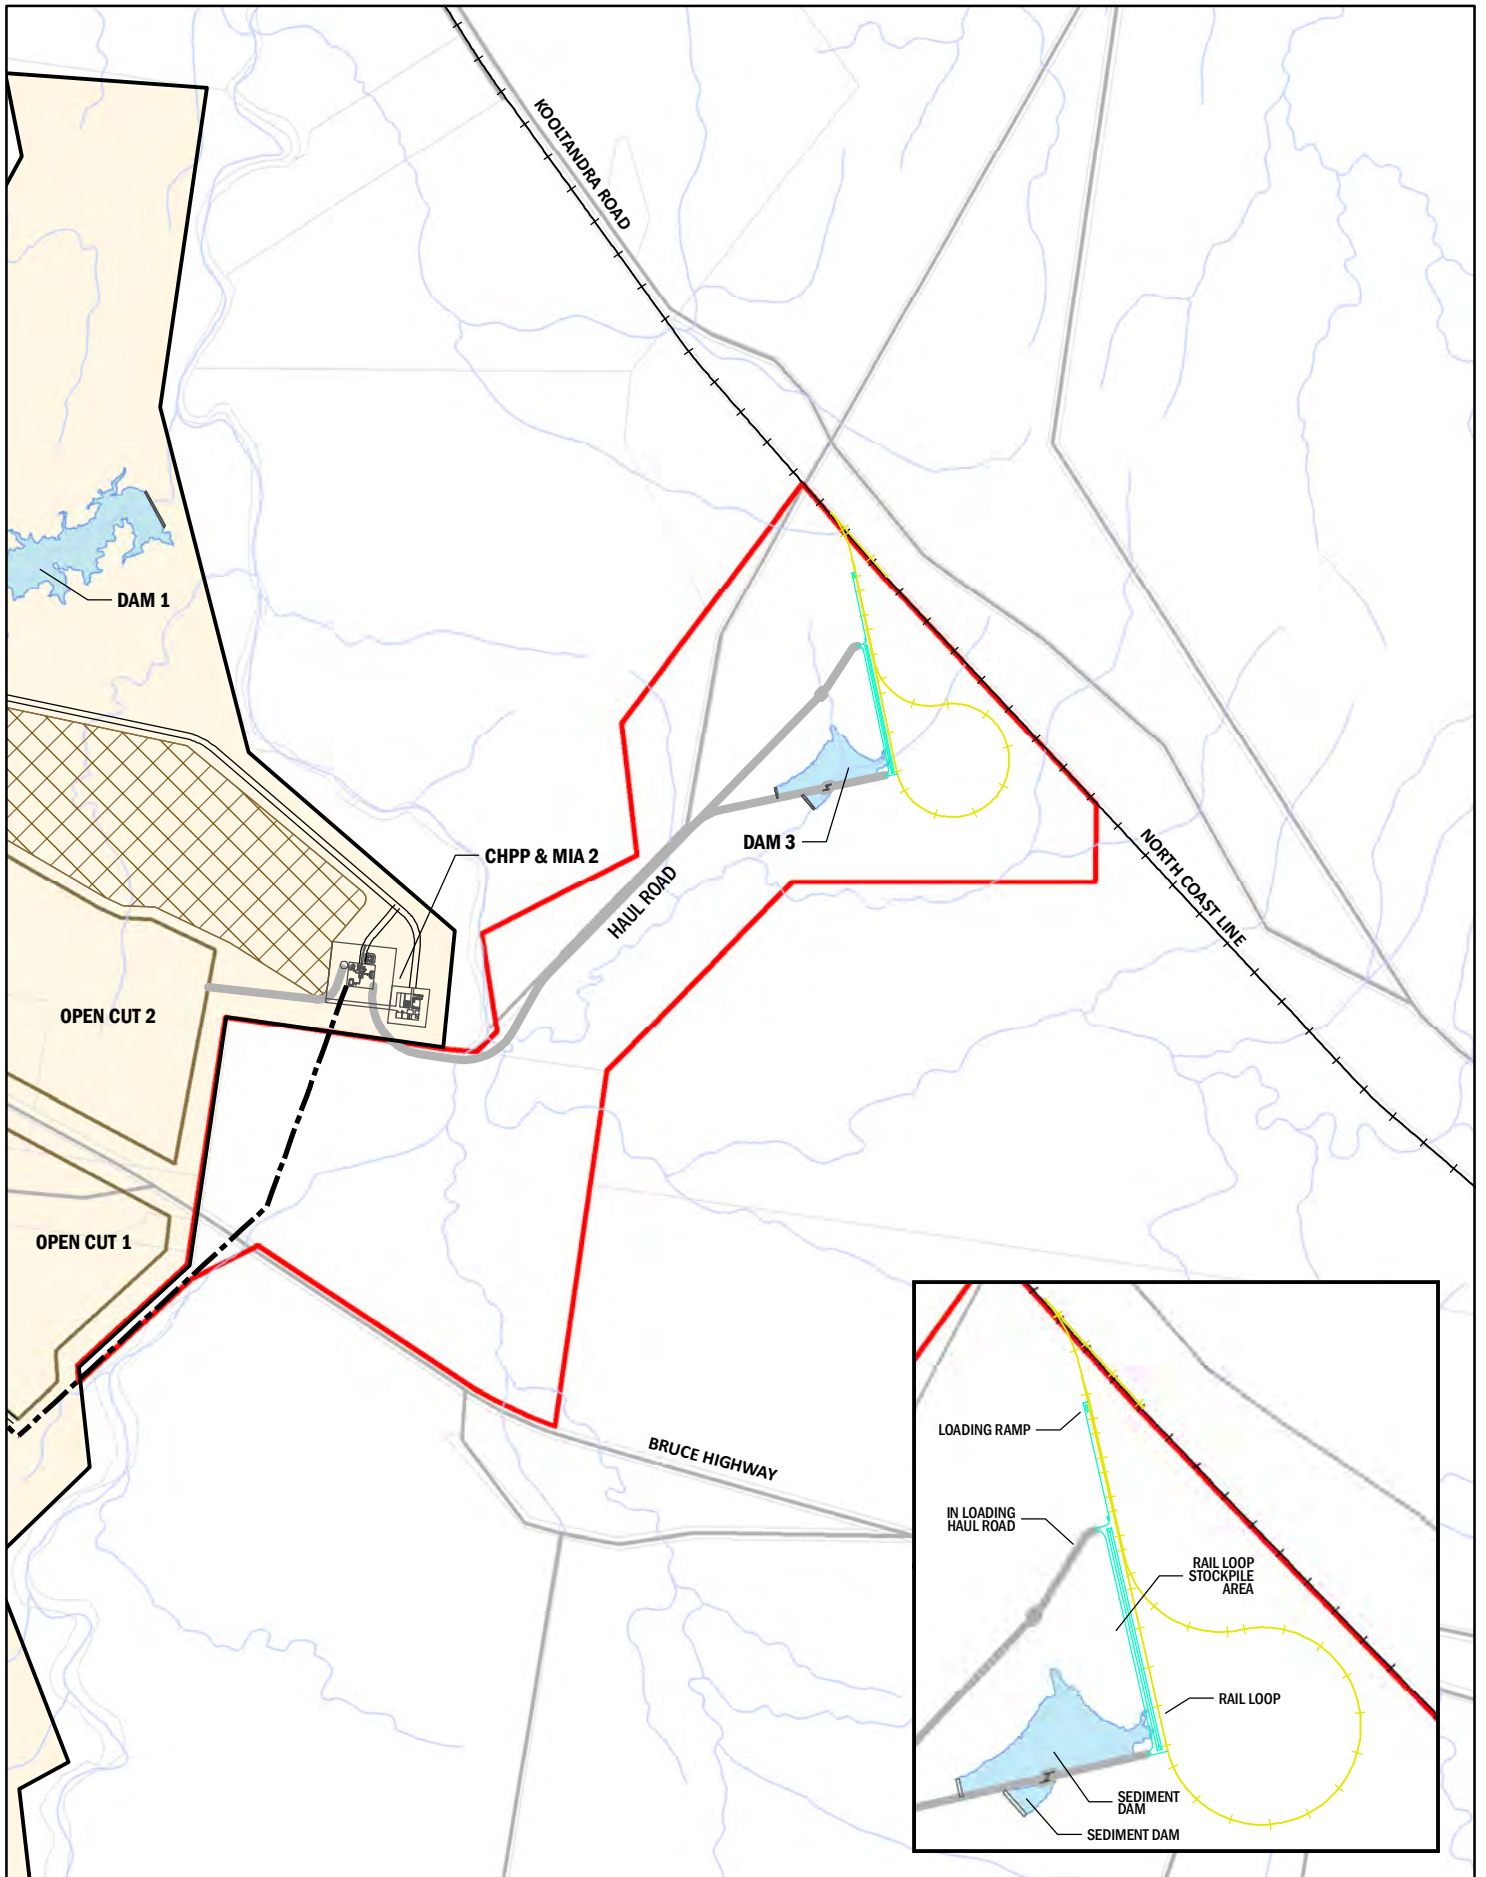 KOOLTANDRA ROAD
DAM 1
CHPP & MIA 2
DAM 3
HAUL ROAD
NORTH COAST LINE
OPEN CUT 2
OPEN CUT 1
BRUCE HIGHWAY
LOADING RAMP
IN LOADING
HAUL ROAD
RAIL LOOP
STOCKPILE
AREA
RAIL LOOP
SEDIMENT
DAM
SEDIMENT DAM